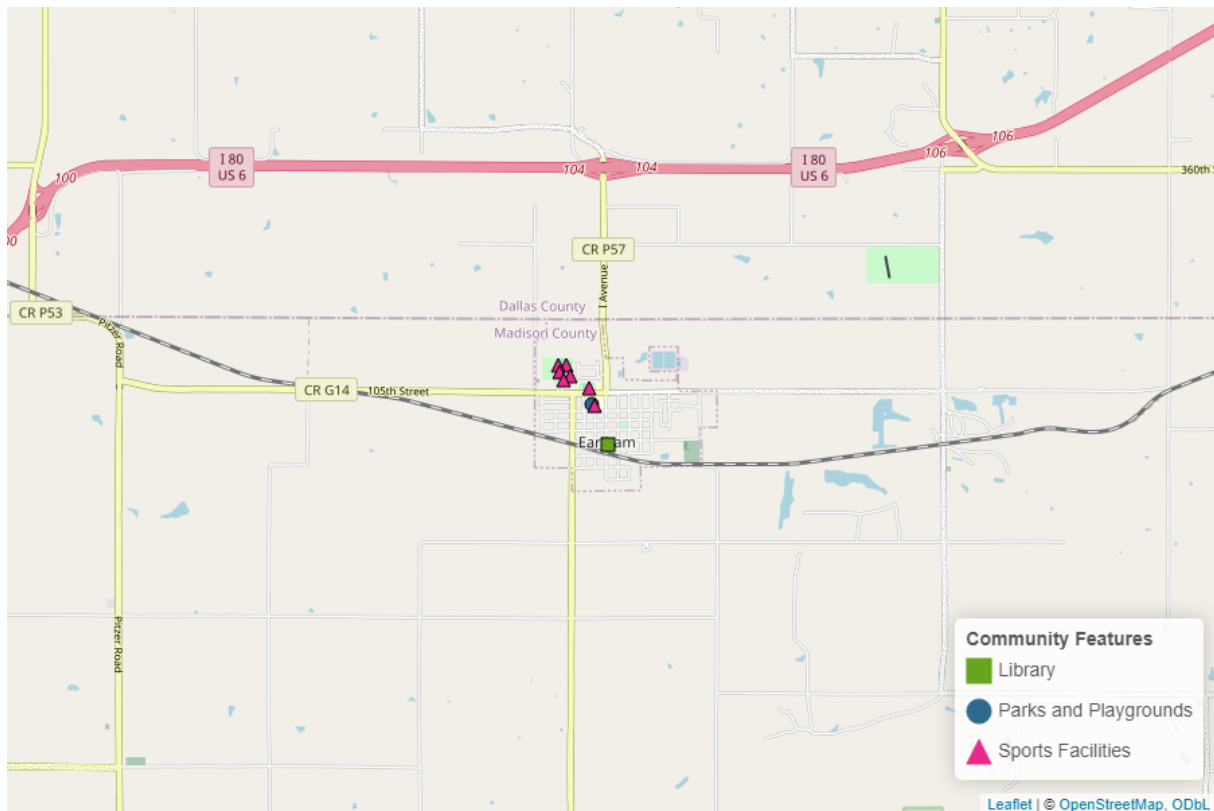 I 80
US 6
I 80
US 6
106
106
100
104
104
360th S
00
CR P57
I Avenue
Dallas County
CR P53
Madison County
Pitzer Road
CR G14
105th Street
Pitzer Road
Community Features
Library
Parks and Playgrounds
Sports Facilities
Leaflet | © OpenStreetMap, ODbL